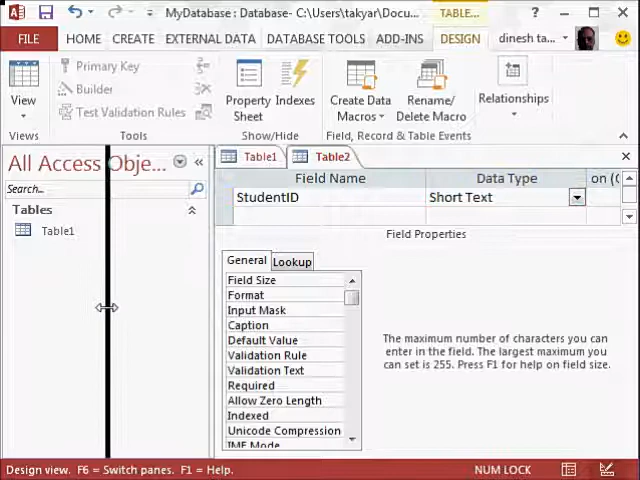 MyDatabase : Database- C:\Users\takyar\Docu...
TABLE...
FILE
HOME
CREATE
EXTERNAL DATA
DATABASE TOOLS
ADD-INS
DESIGN
dinesh ta...
View
Views
Primary Key
Builder
Test Validation Rules
Tools
Property Sheet
Indexes
Show/Hide
Create Data Macros
Rename/ Delete Macro
Field, Record & Table Events
Relationships
All Access Obje...
Search...
Tables
Table1
Table1
Table2
Field Name
Data Type
on (
StudentID
Short Text
Field Properties
General
Lookup
Field Size
Format
Input Mask
Caption
Default Value
Validation Rule
Validation Text
Required
Allow Zero Length
Indexed
Unicode Compression
IME Mode
The maximum number of characters you can
enter in the field. The largest maximum you
can set is 255. Press F1 for help on field size.
Design view. F6 = Switch panes. F1 = Help.
NUM LOCK